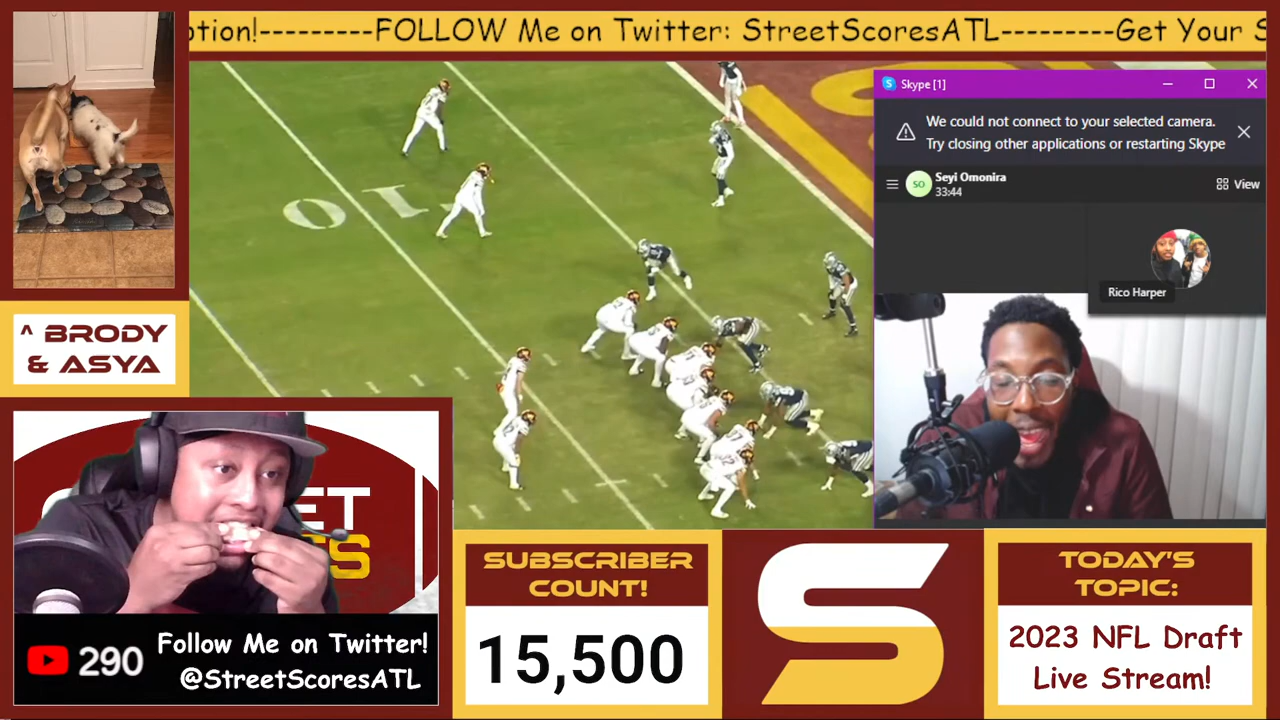 otion!---------FOLLOW Me on Twitter: StreetScoresATL---------Get Your S
Skype [1]
We could not connect to your selected camera.
Try closing other applications or restarting Skype
SO
Seyi Omonira
33:44
View
Rico Harper
10
^ BRODY
& ASYA
ET
290
Follow Me on Twitter!
@StreetScoresATL
SUBSCRIBER
COUNT!
15,500
S
TODAY'S
TOPIC:
2023 NFL Draft
Live Stream!